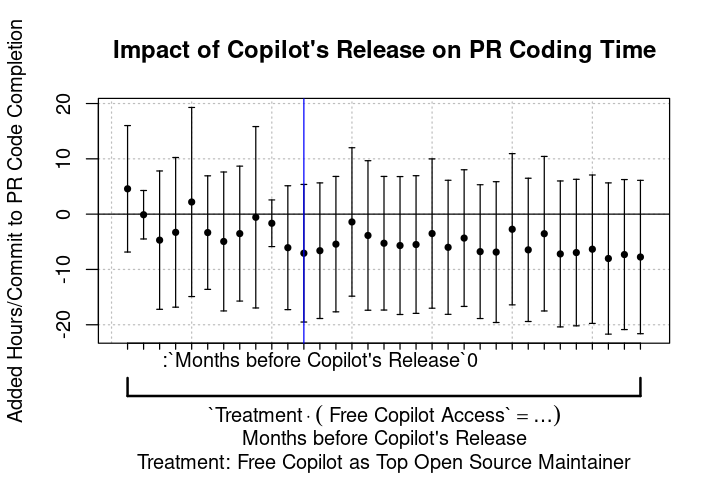 Impact of Copilot's Release on PR Coding Time
Added Hours/Commit to PR Code Completion
20
10
0
-10
-20
:`Months before Copilot's Release`0
`Treatment · ( Free Copilot Access` = …)
Months before Copilot's Release
Treatment: Free Copilot as Top Open Source Maintainer